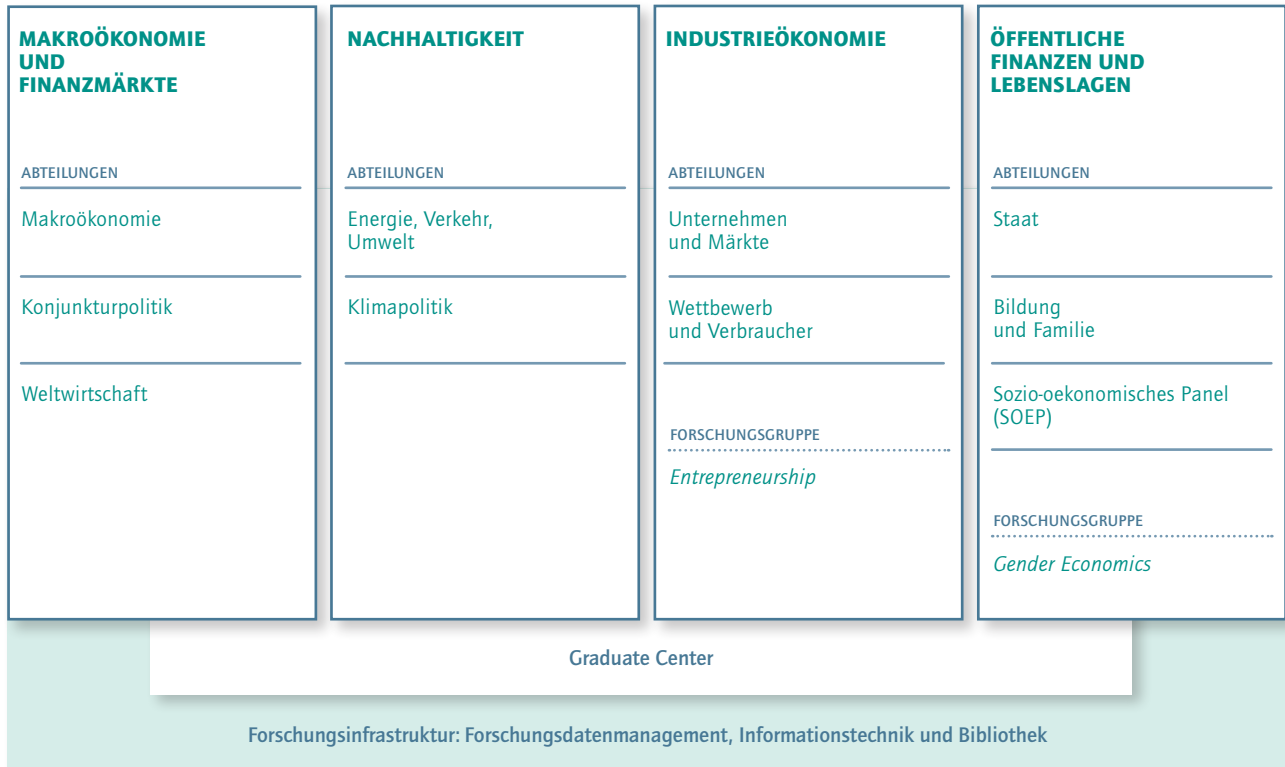 MAKROÖKONOMIE
UND
FINANZMÄRKTE
ABTEILUNGEN
Makroökonomie
Konjunkturpolitik
Weltwirtschaft
NACHHALTIGKEIT
ABTEILUNGEN
Energie, Verkehr,
Umwelt
Klimapolitik
INDUSTRIEÖKONOMIE
ABTEILUNGEN
Unternehmen
und Märkte
Wettbewerb
und Verbraucher
FORSCHUNGSGRUPPE
Entrepreneurship
ÖFFENTLICHE
FINANZEN UND
LEBENSLAGEN
ABTEILUNGEN
Staat
Bildung
und Familie
Sozio-oekonomisches Panel
(SOEP)
FORSCHUNGSGRUPPE
Gender Economics
Graduate Center
Forschungsinfrastruktur: Forschungsdatenmanagement, Informationstechnik und Bibliothek